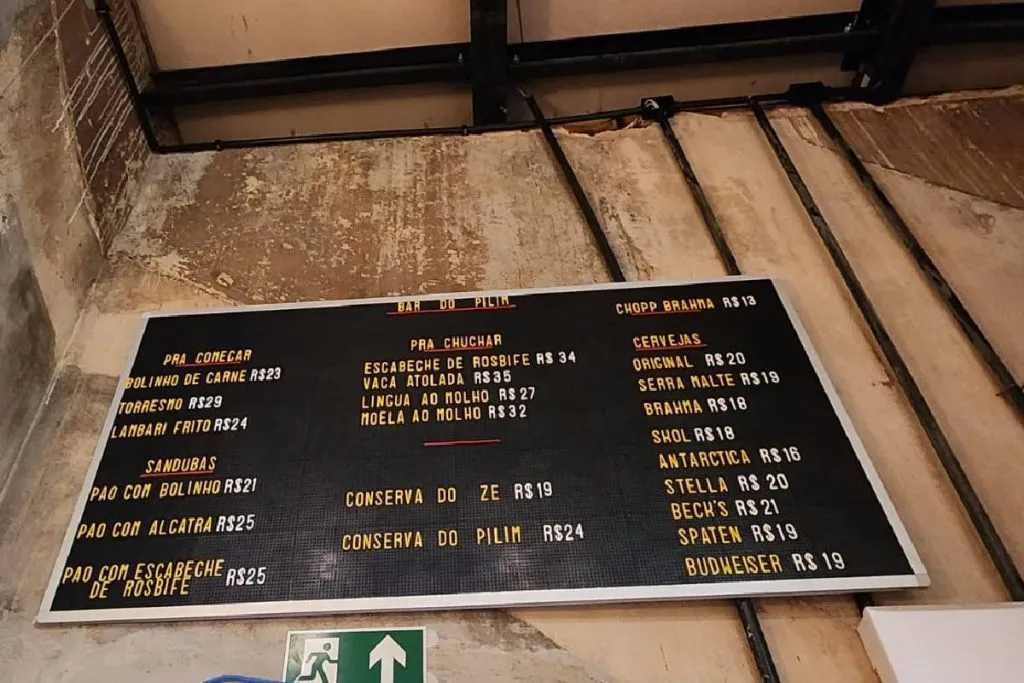 BAR DO PILIM
PRA COMEÇAR
BOLINHO DE CARNE R$23
TORRESMO R$29
LAMBARI FRITO R$24
SANDUBAS
PAO COM BOLINHO R$21
PAO COM ALCATRA R$25
PAO COM ESCABECHE
DE ROSBIFE R$25
PRA CHUCHAR
ESCABECHE DE ROSBIFE R$ 34
VACA ATOLADA R$35
LINGUA AO MOLHO R$ 27
MOELA AO MOLHO R$32
CONSERVA DO ZE R$19
CONSERVA DO PILIM R$24
CHOPP BRAHMA R$13
CERVEJAS
ORIGINAL R$ 20
SERRA MALTE R$19
BRAHMA R$18
SKOL R$18
ANTARCTICA R$16
STELLA R$ 20
BECK'S R$21
SPATEN R$19
BUDWEISER R$ 19